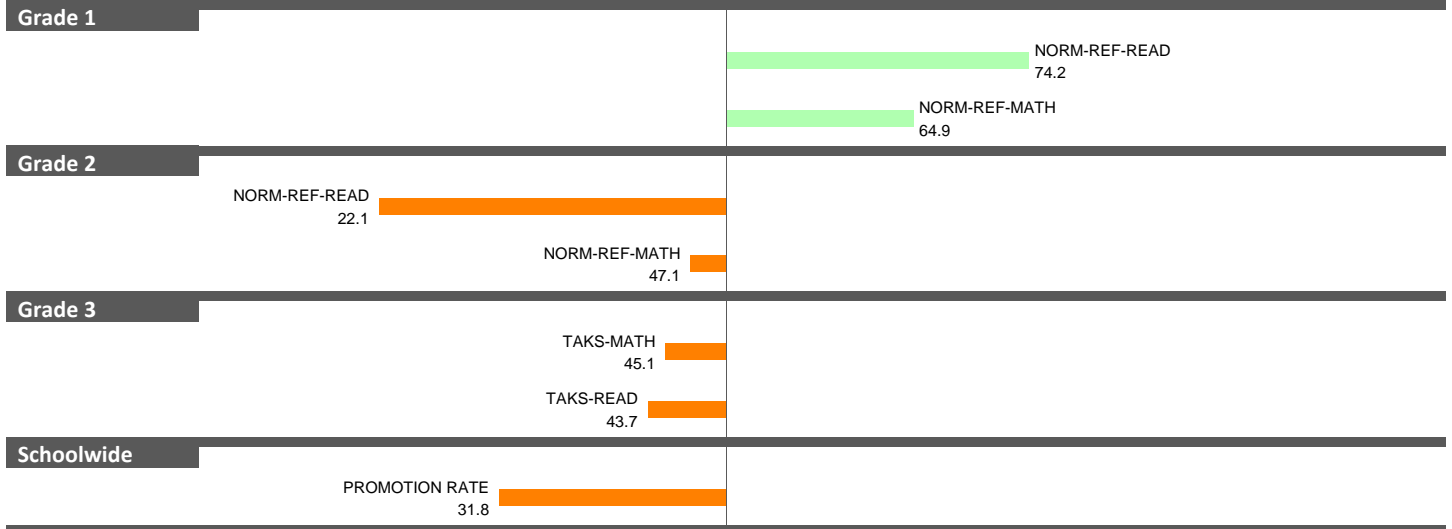 Grade 1
NORM-REF-READ
74.2
NORM-REF-MATH
64.9
Grade 2
NORM-REF-READ
22.1
NORM-REF-MATH
47.1
Grade 3
TAKS-MATH
45.1
TAKS-READ
43.7
Schoolwide
PROMOTION RATE
31.8